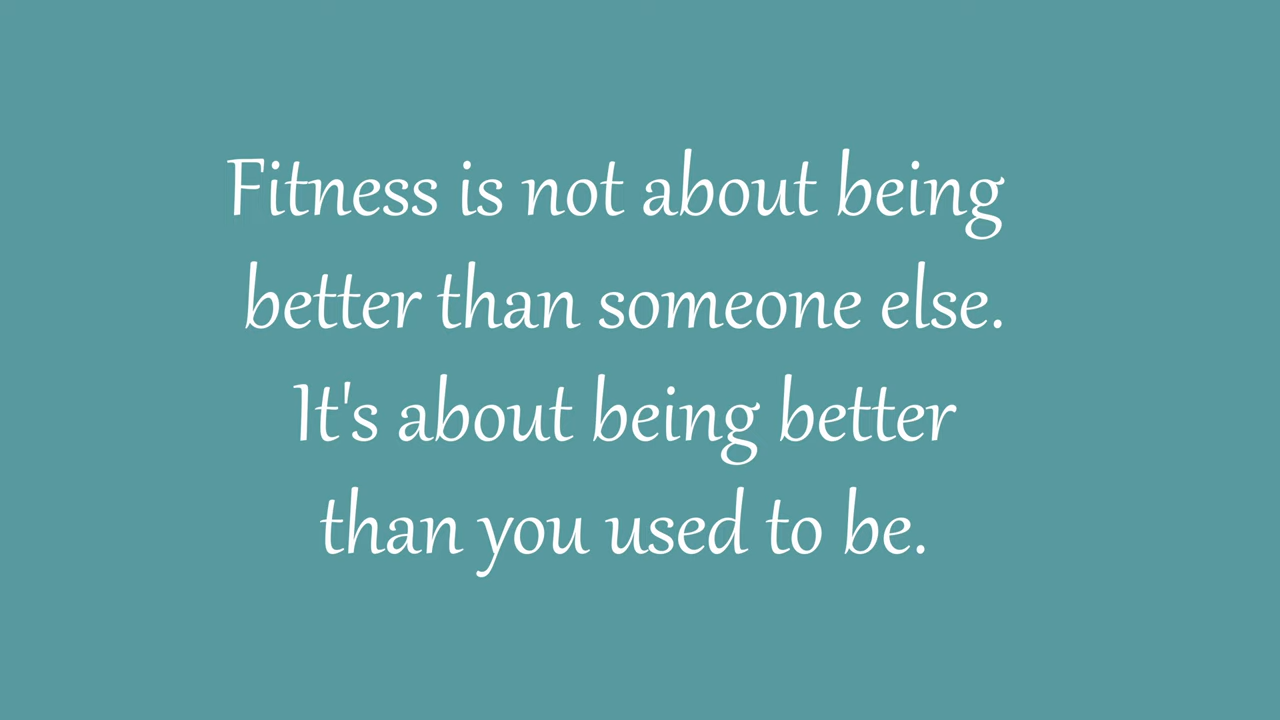 Fitness is not about being
better than someone else.
It's about being better
than you used to be.